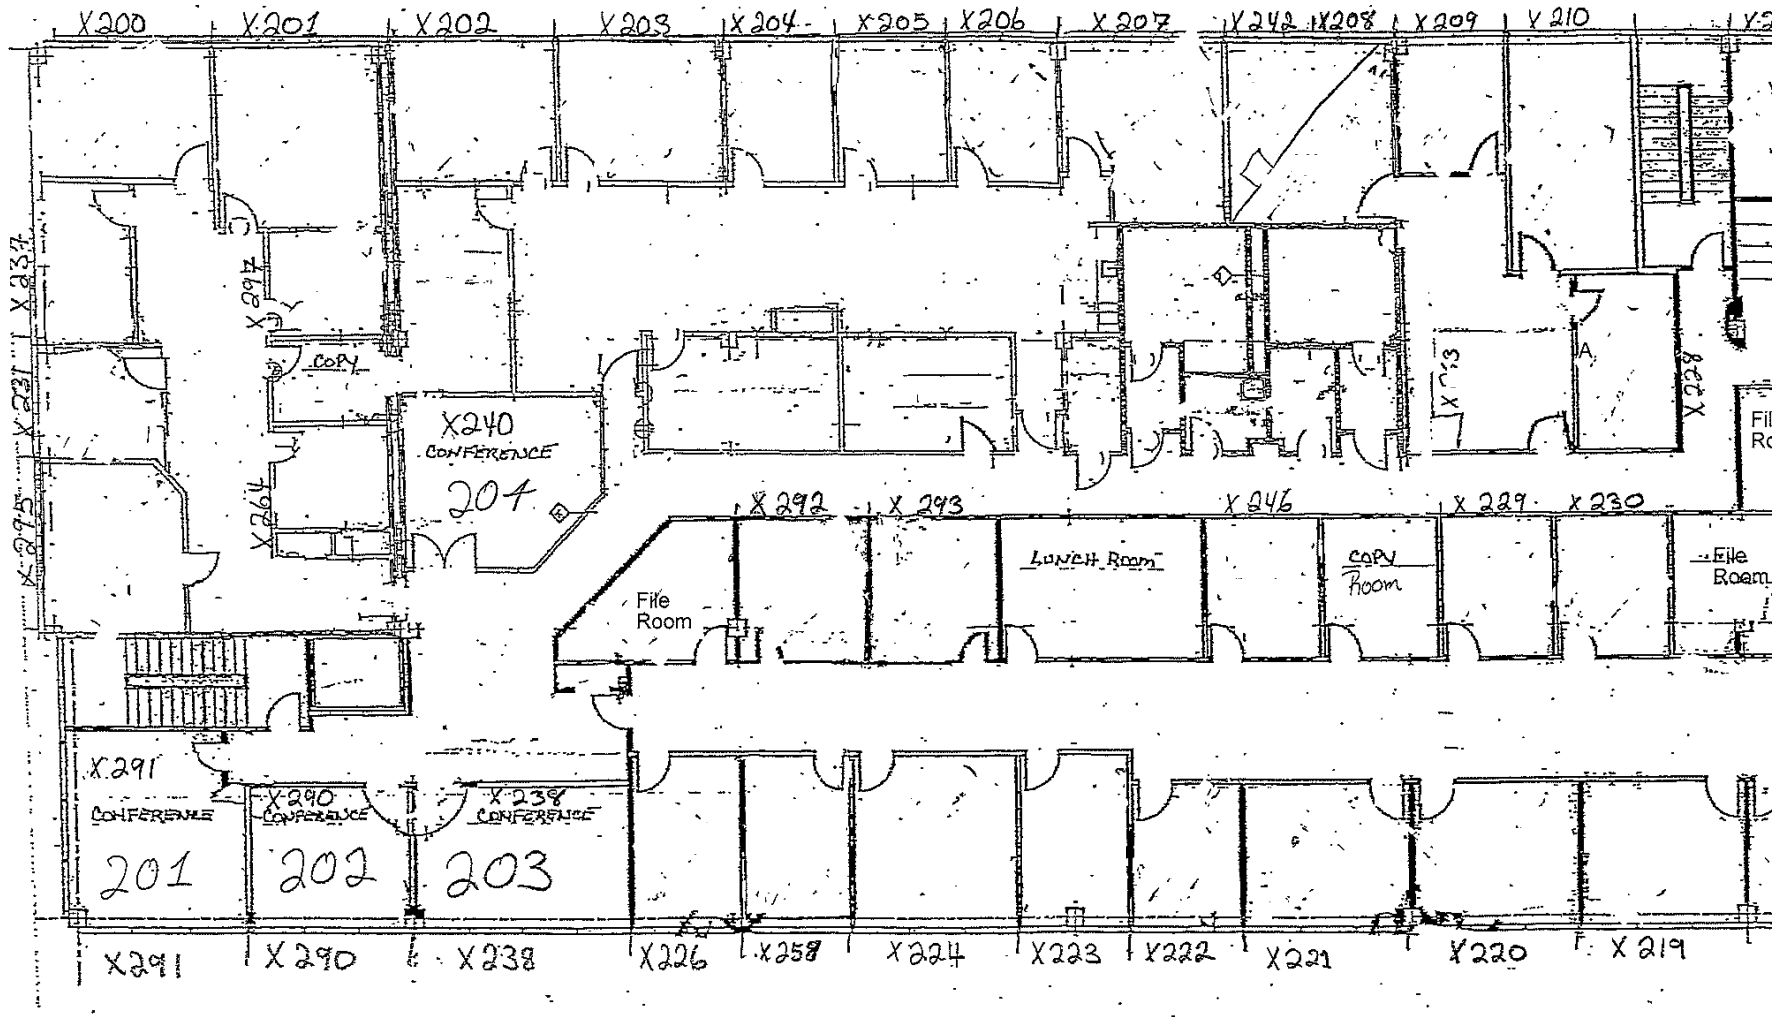 X200 X201 X202 X203 X204 X205 X206 X207 X242 X208 X209 X210
X237
X297
COPY
X231
A
X228
X240
CONFERENCE
204
X264
X295
File
X292 X293 X246 X229 X230
LUNCH ROOM
COPY
Room
File
Room
File
Room
X291
CONFERENCE
201
X290
CONFERENCE
202
X238
CONFERENCE
203
X291 X290 X238 X226 X258 X224 X223 X222 X221 X220 X219